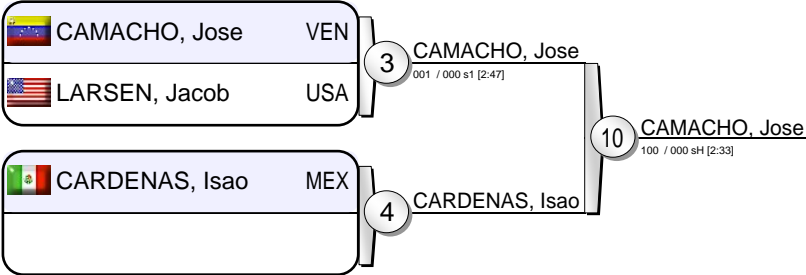 CAMACHO, Jose VEN
LARSEN, Jacob USA
3
CAMACHO, Jose
001 / 000 s1 [2:47]
CARDENAS, Isao MEX
4
CARDENAS, Isao
10
CAMACHO, Jose
100 / 000 sH [2:33]